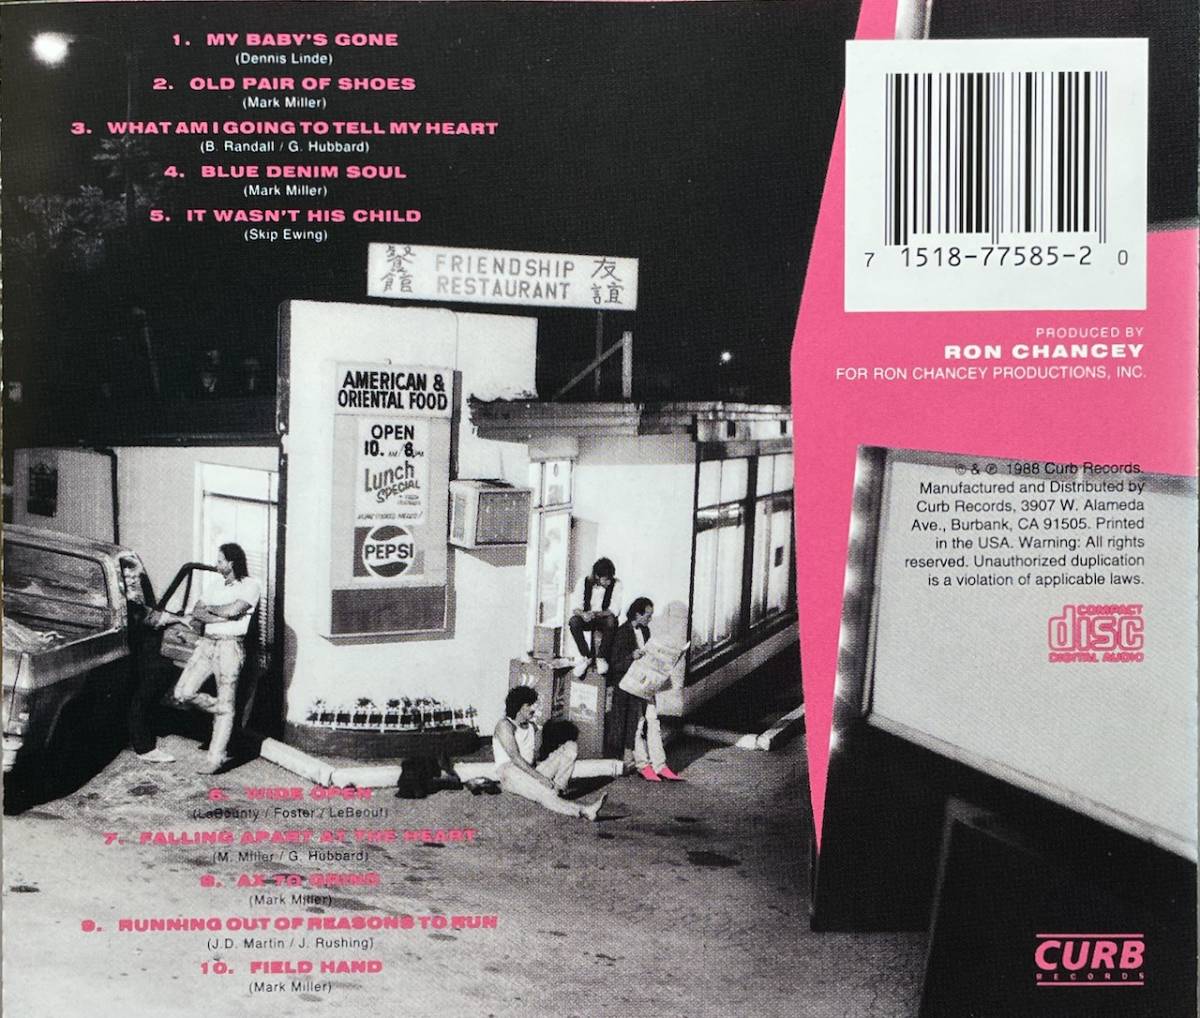 1. MY BABY'S GONE
(Dennis Linde)
2. OLD PAIR OF SHOES
(Mark Miller)
3. WHAT AM I GOING TO TELL MY HEART
(B. Randall / G. Hubbard)
4. BLUE DENIM SOUL
(Mark Miller)
5. IT WASN'T HIS CHILD
(Skip Ewing)
餐館 FRIENDSHIP RESTAURANT 友誼
AMERICAN &
ORIENTAL FOOD
OPEN
10. AM/8. PM
Lunch
SPECIAL
PEPSI
6. WIDE OPEN
(LaBounty / Foster / LeBeouf)
7. FALLING APART AT THE HEART
(M. Miller / G. Hubbard)
8. AX TO GRIND
(Mark Miller)
9. RUNNING OUT OF REASONS TO RUN
(J.D. Martin / J. Rushing)
10. FIELD HAND
(Mark Miller)
7 1518-77585-2 0
PRODUCED BY
RON CHANCEY
FOR RON CHANCEY PRODUCTIONS, INC.
© & ℗ 1988 Curb Records.
Manufactured and Distributed by
Curb Records, 3907 W. Alameda
Ave., Burbank, CA 91505. Printed
in the USA. Warning: All rights
reserved. Unauthorized duplication
is a violation of applicable laws.
COMPACT
disc
DIGITAL AUDIO
CURB
RECORDS